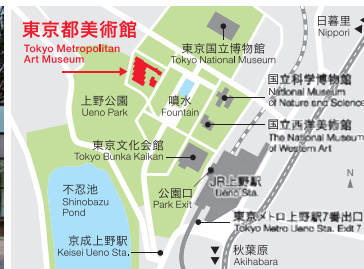 東京都美術館
Tokyo Metropolitan
Art Museum
東京国立博物館
Tokyo National Museum
日暮里
Nippori
国立科学博物館
National Museum
of Nature and Science
上野公園
Ueno Park
噴水
Fountain
国立西洋美術館
The National Museum
of Western Art
東京文化会館
Tokyo Bunka Kaikan
JR上野駅
Ueno Sta.
公園口
Park Exit
不忍池
Shinobazu
Pond
N
東京メトロ上野駅7番出口
Tokyo Metro Ueno Sta. Exit 7
京成上野駅
Keisei Ueno Sta.
秋葉原
Akihabara